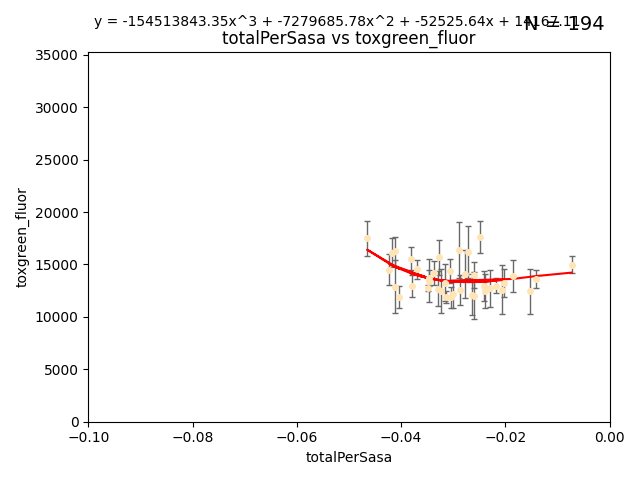 y = -154513843.35x^3 + -7279685.78x^2 + -52525.64x + 14167.11
N = 194
totalPerSasa vs toxgreen_fluor
35000
30000
25000
20000
15000
10000
5000
0
toxgreen_fluor
−0.10 −0.08 −0.06 −0.04 −0.02 0.00
totalPerSasa